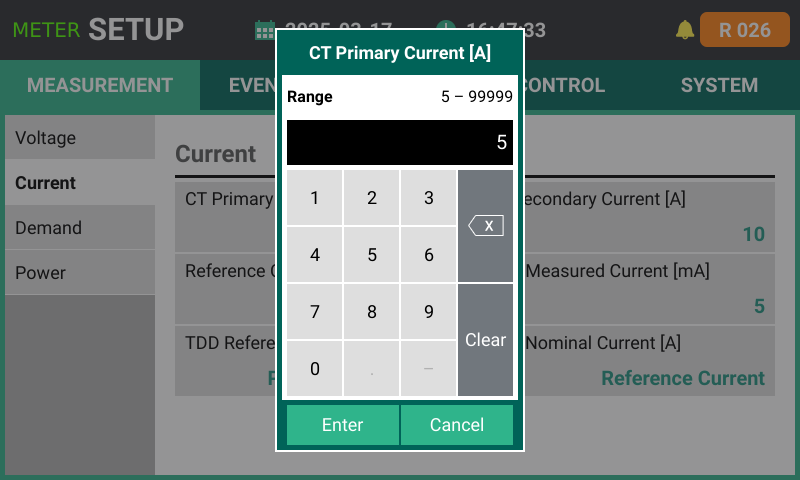 METER SETUP
2025-03-17 16:47:33
R 026
MEASUREMENT EVEN CONTROL SYSTEM
CT Primary Current [A]
Range 5 – 99999
5
1 2 3 X
4 5 6
7 8 9 Clear
0 . –
Enter Cancel
Voltage
Current
Demand
Power
Current
CT Primary econdary Current [A]
10
Reference Measured Current [mA]
5
TDD Refere Nominal Current [A]
Reference Current